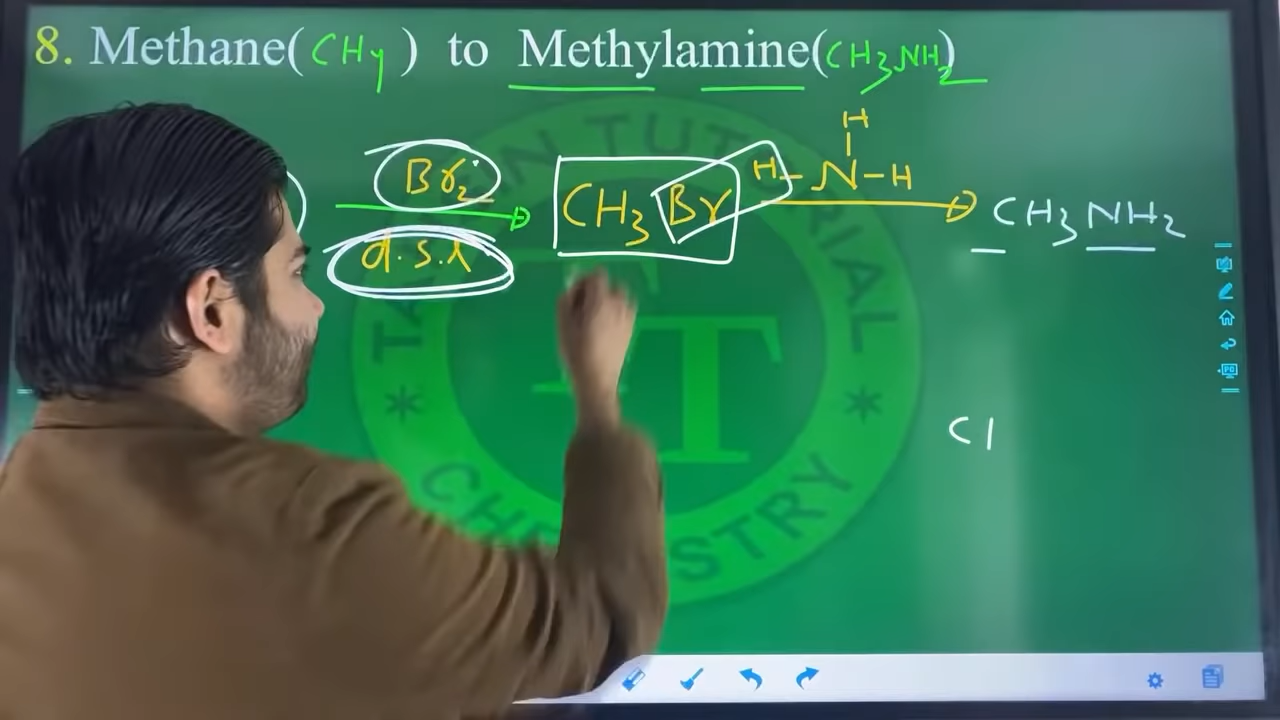 8. Methane(CH4) to Methylamine(CH3NH2)
Br2
d.s.l
CH3Br
H
H-N-H
CH3NH2
Cl